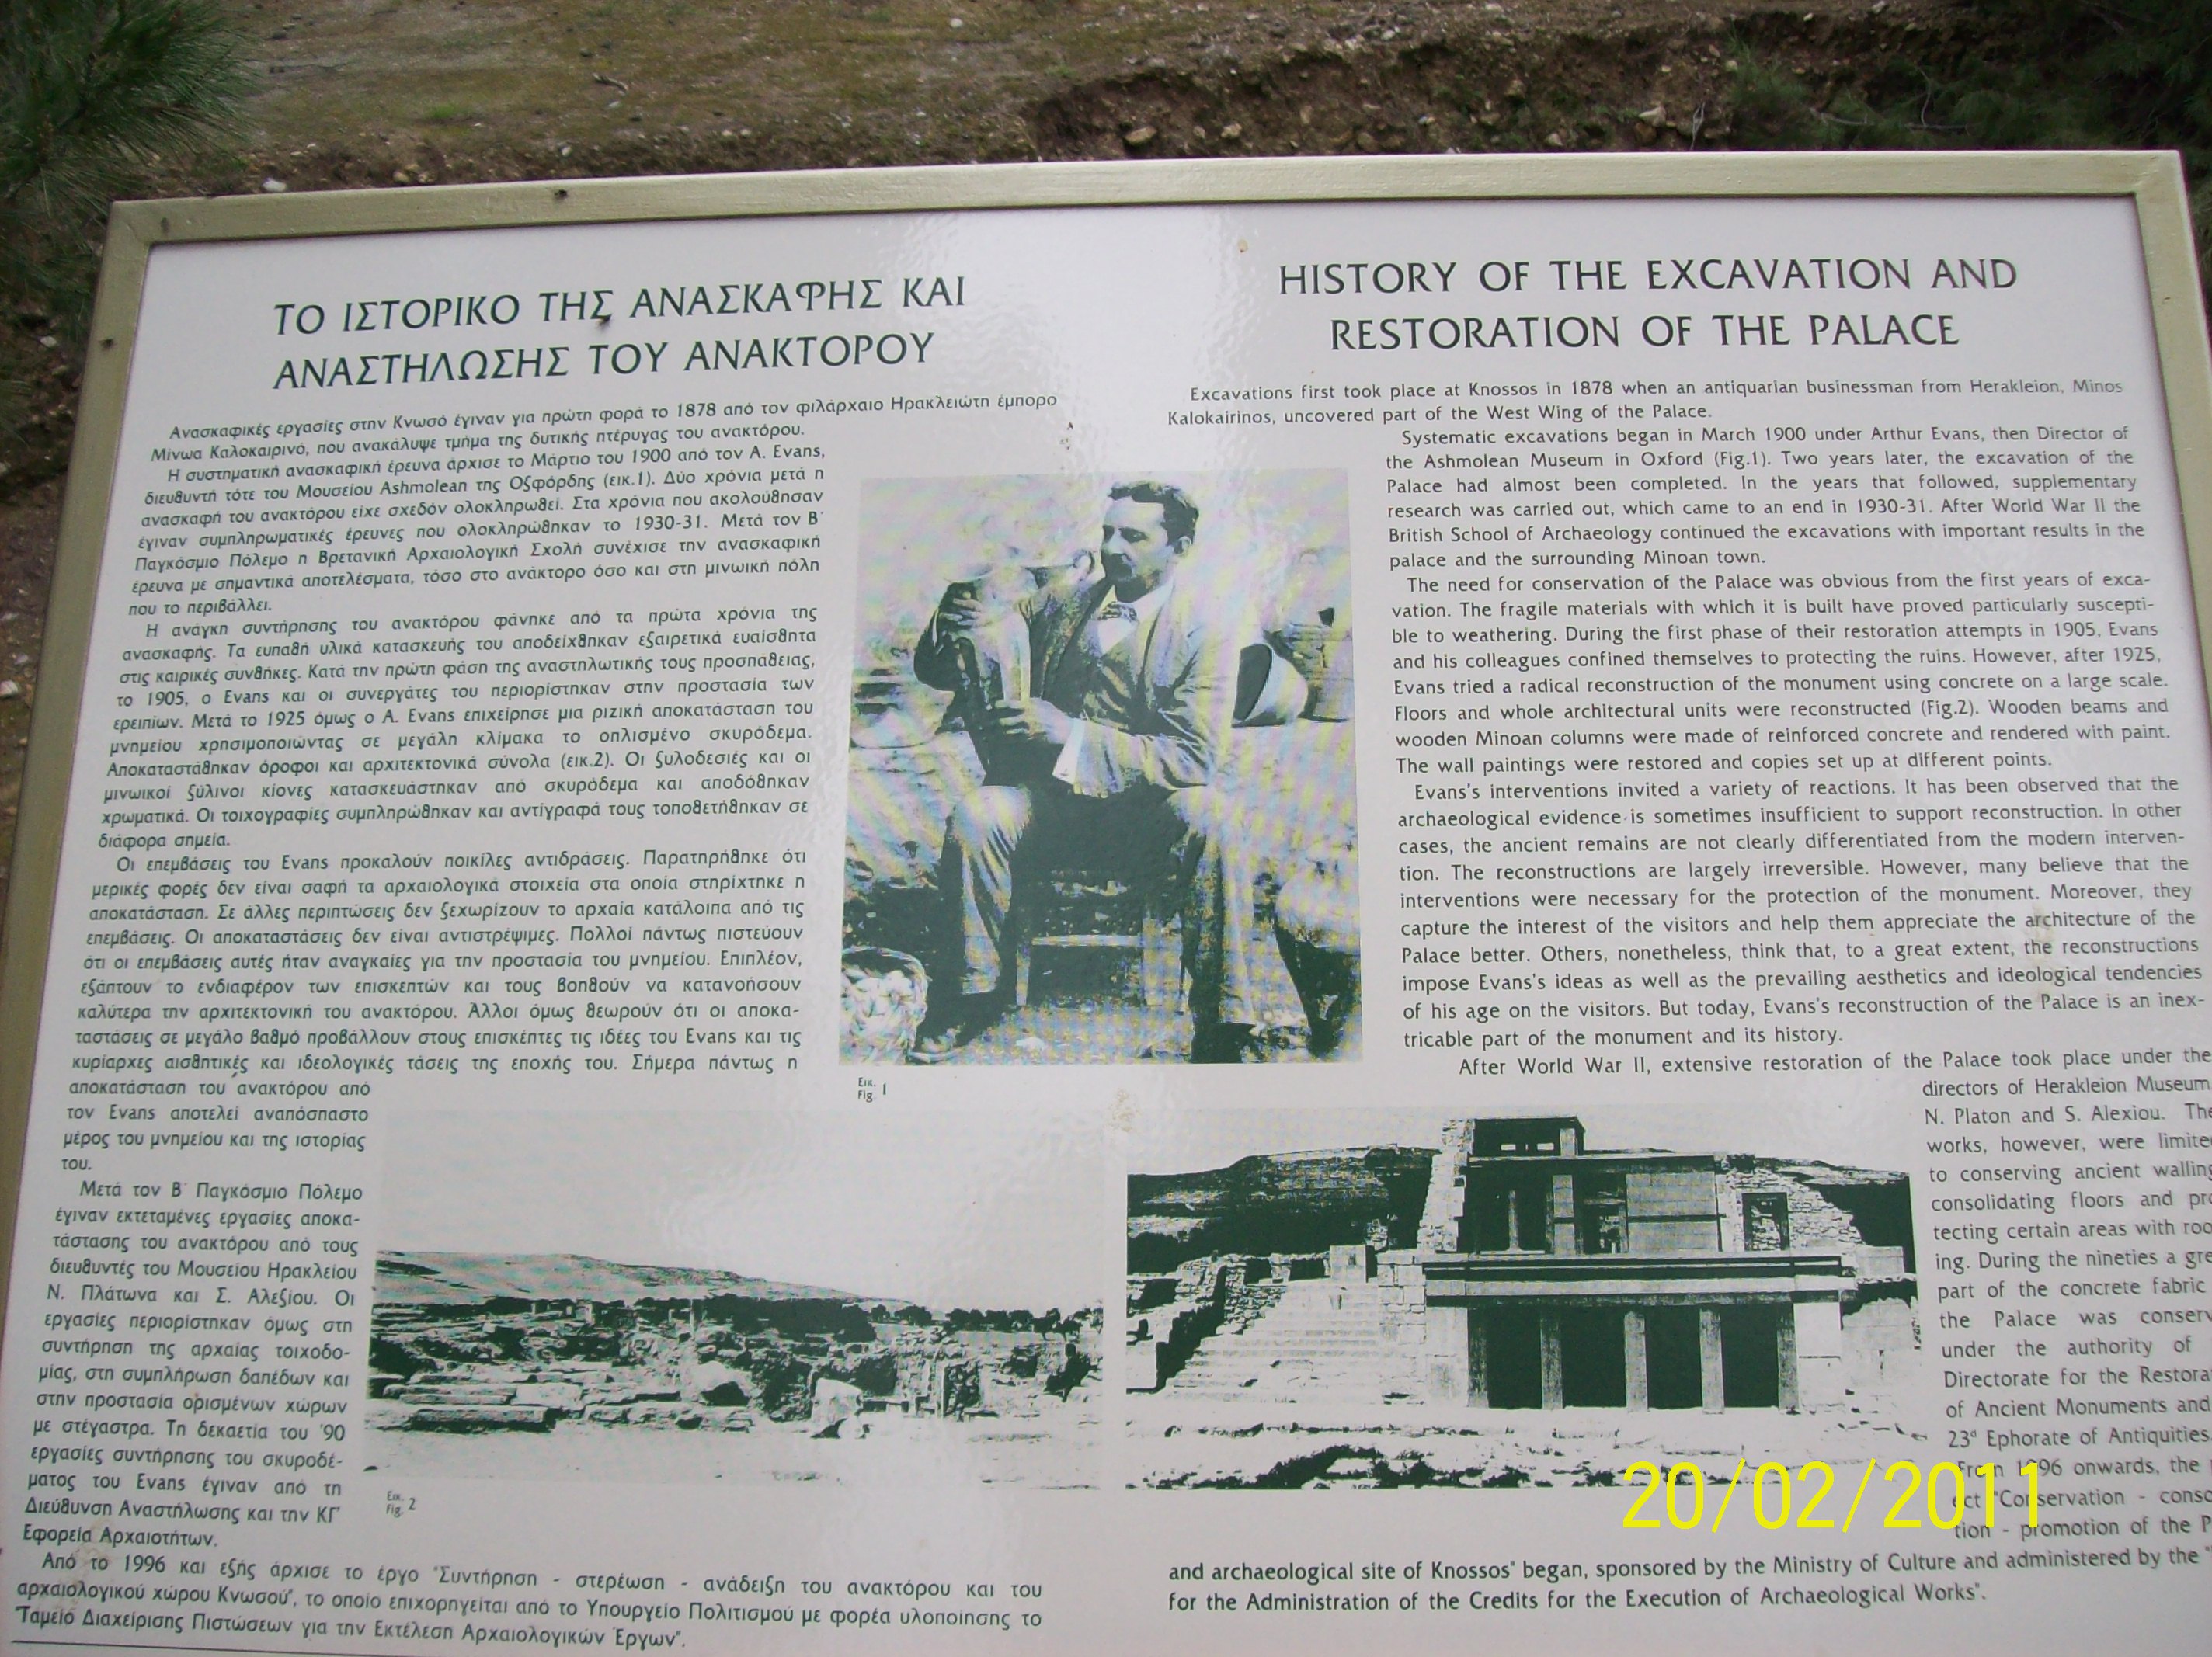 ΤΟ ΙΣΤΟΡΙΚΟ ΤΗΣ ΑΝΑΣΚΑΦΗΣ ΚΑΙ
ΑΝΑΣΤΗΛΩΣΗΣ ΤΟΥ ΑΝΑΚΤΟΡΟΥ
Ανασκαφικές εργασίες στην Κνωσό έγιναν για πρώτη φορά το 1878 από τον φιλάρχαιο Ηρακλειώτη έμπορο
Μίνωα Καλοκαιρινό, που ανακάλυψε τμήμα της δυτικής πτέρυγας του ανακτόρου.
Η συστηματική ανασκαφική έρευνα άρχισε το Μάρτιο του 1900 από τον Α. Evans,
διευθυντή τότε του Μουσείου Ashmolean της Οξφόρδης (εικ.1). Δύο χρόνια μετά η
ανασκαφή του ανακτόρου είχε σχεδόν ολοκληρωθεί. Στα χρόνια που ακολούθησαν
έγιναν συμπληρωματικές έρευνες που ολοκληρώθηκαν το 1930-31. Μετά τον Β΄
Παγκόσμιο Πόλεμο η Βρετανική Αρχαιολογική Σχολή συνέχισε την ανασκαφική
έρευνα με σημαντικά αποτελέσματα, τόσο στο ανάκτορο όσο και στη μινωική πόλη
που το περιβάλλει.
Η ανάγκη συντήρησης του ανακτόρου φάνηκε από τα πρώτα χρόνια της
ανασκαφής. Τα ευπαθή υλικά κατασκευής του αποδείχθηκαν εξαιρετικά ευαίσθητα
στις καιρικές συνθήκες. Κατά την πρώτη φάση της αναστηλωτικής τους προσπάθειας,
το 1905, ο Evans και οι συνεργάτες του περιορίστηκαν στην προστασία των
ερειπίων. Μετά το 1925 όμως ο Α. Evans επιχείρησε μια ριζική αποκατάσταση του
μνημείου χρησιμοποιώντας σε μεγάλη κλίμακα το οπλισμένο σκυρόδεμα.
Αποκαταστάθηκαν όροφοι και αρχιτεκτονικά σύνολα (εικ.2). Οι ξυλοδεσιές και οι
μινωικοί ξύλινοι κίονες κατασκευάστηκαν από σκυρόδεμα και αποδόθηκαν
χρωματικά. Οι τοιχογραφίες συμπληρώθηκαν και αντίγραφά τους τοποθετήθηκαν σε
διάφορα σημεία.
Οι επεμβάσεις του Evans προκαλούν ποικίλες αντιδράσεις. Παρατηρήθηκε ότι
μερικές φορές δεν είναι σαφή τα αρχαιολογικά στοιχεία στα οποία στηρίχτηκε η
αποκατάσταση. Σε άλλες περιπτώσεις δεν ξεχωρίζουν το αρχαία κατάλοιπα από τις
επεμβάσεις. Οι αποκαταστάσεις δεν είναι αντιστρέψιμες. Πολλοί πάντως πιστεύουν
ότι οι επεμβάσεις αυτές ήταν αναγκαίες για την προστασία του μνημείου. Επιπλέον,
εξάπτουν το ενδιαφέρον των επισκεπτών και τους βοηθούν να κατανοήσουν
καλύτερα την αρχιτεκτονική του ανακτόρου. Άλλοι όμως θεωρούν ότι οι αποκα-
ταστάσεις σε μεγάλο βαθμό προβάλλουν στους επισκέπτες τις ιδέες του Evans και τις
κυρίαρχες αισθητικές και ιδεολογικές τάσεις της εποχής του. Σήμερα πάντως η
αποκατάσταση του ανακτόρου από
τον Evans αποτελεί αναπόσπαστο
μέρος του μνημείου και της ιστορίας
του.
Μετά τον Β΄ Παγκόσμιο Πόλεμο
έγιναν εκτεταμένες εργασίες αποκα-
τάστασης του ανακτόρου από τους
διευθυντές του Μουσείου Ηρακλείου
Ν. Πλάτωνα και Σ. Αλεξίου. Οι
εργασίες περιορίστηκαν όμως στη
συντήρηση της αρχαίας τοιχοδο-
μίας, στη συμπλήρωση δαπέδων και
στην προστασία ορισμένων χώρων
με στέγαστρα. Τη δεκαετία του '90
εργασίες συντήρησης του σκυροδέ-
ματος του Evans έγιναν από τη
Διεύθυνση Αναστήλωσης και την ΚΓ΄
Εφορεία Αρχαιοτήτων.
Από το 1996 και εξής άρχισε το έργο "Συντήρηση - στερέωση - ανάδειξη του ανακτόρου και του
αρχαιολογικού χώρου Κνωσού", το οποίο επιχορηγείται από το Υπουργείο Πολιτισμού με φορέα υλοποίησης το
"Ταμείο Διαχείρισης Πιστώσεων για την Εκτέλεση Αρχαιολογικών Έργων".
Εικ.
Fig. 1
Εικ.
Fig. 2
HISTORY OF THE EXCAVATION AND
RESTORATION OF THE PALACE
Excavations first took place at Knossos in 1878 when an antiquarian businessman from Herakleion, Minos
Kalokairinos, uncovered part of the West Wing of the Palace.
Systematic excavations began in March 1900 under Arthur Evans, then Director of
the Ashmolean Museum in Oxford (Fig.1). Two years later, the excavation of the
Palace had almost been completed. In the years that followed, supplementary
research was carried out, which came to an end in 1930-31. After World War II the
British School of Archaeology continued the excavations with important results in the
palace and the surrounding Minoan town.
The need for conservation of the Palace was obvious from the first years of exca-
vation. The fragile materials with which it is built have proved particularly suscepti-
ble to weathering. During the first phase of their restoration attempts in 1905, Evans
and his colleagues confined themselves to protecting the ruins. However, after 1925,
Evans tried a radical reconstruction of the monument using concrete on a large scale.
Floors and whole architectural units were reconstructed (Fig.2). Wooden beams and
wooden Minoan columns were made of reinforced concrete and rendered with paint.
The wall paintings were restored and copies set up at different points.
Evans's interventions invited a variety of reactions. It has been observed that the
archaeological evidence is sometimes insufficient to support reconstruction. In other
cases, the ancient remains are not clearly differentiated from the modern interven-
tion. The reconstructions are largely irreversible. However, many believe that the
interventions were necessary for the protection of the monument. Moreover, they
capture the interest of the visitors and help them appreciate the architecture of the
Palace better. Others, nonetheless, think that, to a great extent, the reconstructions
impose Evans's ideas as well as the prevailing aesthetics and ideological tendencies
of his age on the visitors. But today, Evans's reconstruction of the Palace is an inex-
tricable part of the monument and its history.
After World War II, extensive restoration of the Palace took place under the
directors of Herakleion Museum
N. Platon and S. Alexiou. The
works, however, were limite
to conserving ancient walling
consolidating floors and pro
tecting certain areas with roo
ing. During the nineties a gre
part of the concrete fabric
the Palace was conserv
under the authority of
Directorate for the Restora
of Ancient Monuments and
23ᵈ Ephorate of Antiquities
From 1996 onwards, the
ect "Conservation - conso
tion - promotion of the P
and archaeological site of Knossos" began, sponsored by the Ministry of Culture and administered by the "
for the Administration of the Credits for the Execution of Archaeological Works".
20/02/2011